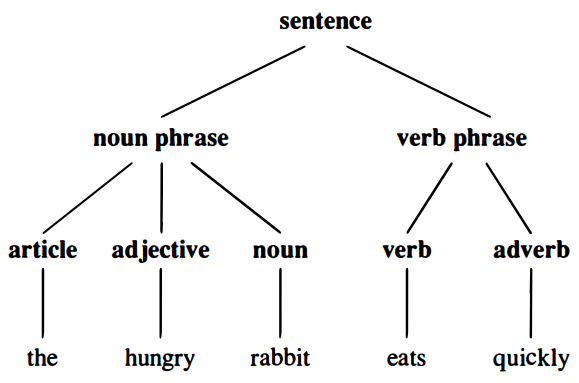 sentence
noun phrase verb phrase
article adjective noun verb adverb
the hungry rabbit eats quickly